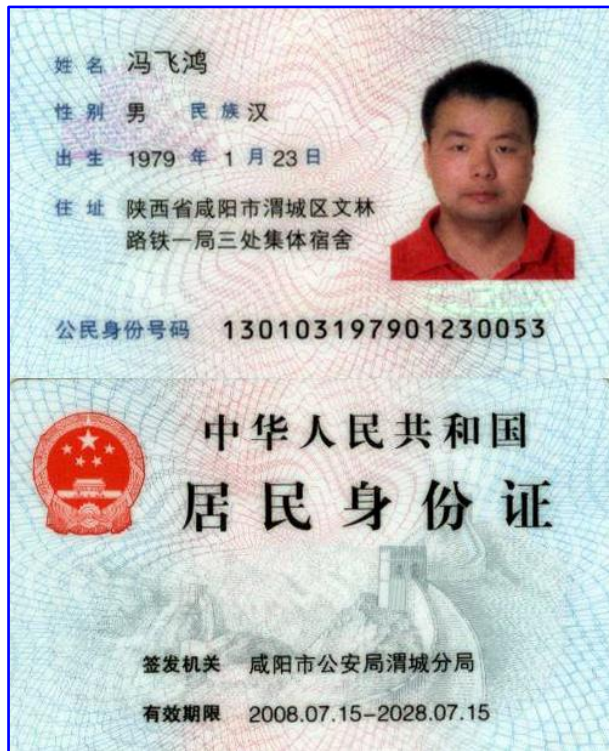 姓名 冯飞鸿
性别 男 民族 汉
出生 1979 年 1 月 23 日
住址 陕西省咸阳市渭城区文林
路铁一局三处集体宿舍
公民身份号码 130103197901230053
中华人民共和国
居民身份证
签发机关 咸阳市公安局渭城分局
有效期限 2008.07.15-2028.07.15